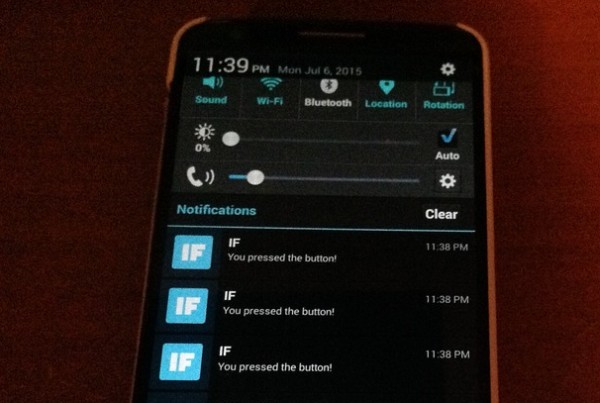 11:39 PM Mon Jul 6, 2015
Sound Wi-Fi Bluetooth Location Rotation
0% Auto
Notifications Clear
IF IF 11:38 PM
You pressed the button!
IF IF 11:38 PM
You pressed the button!
IF IF 11:38 PM
You pressed the button!